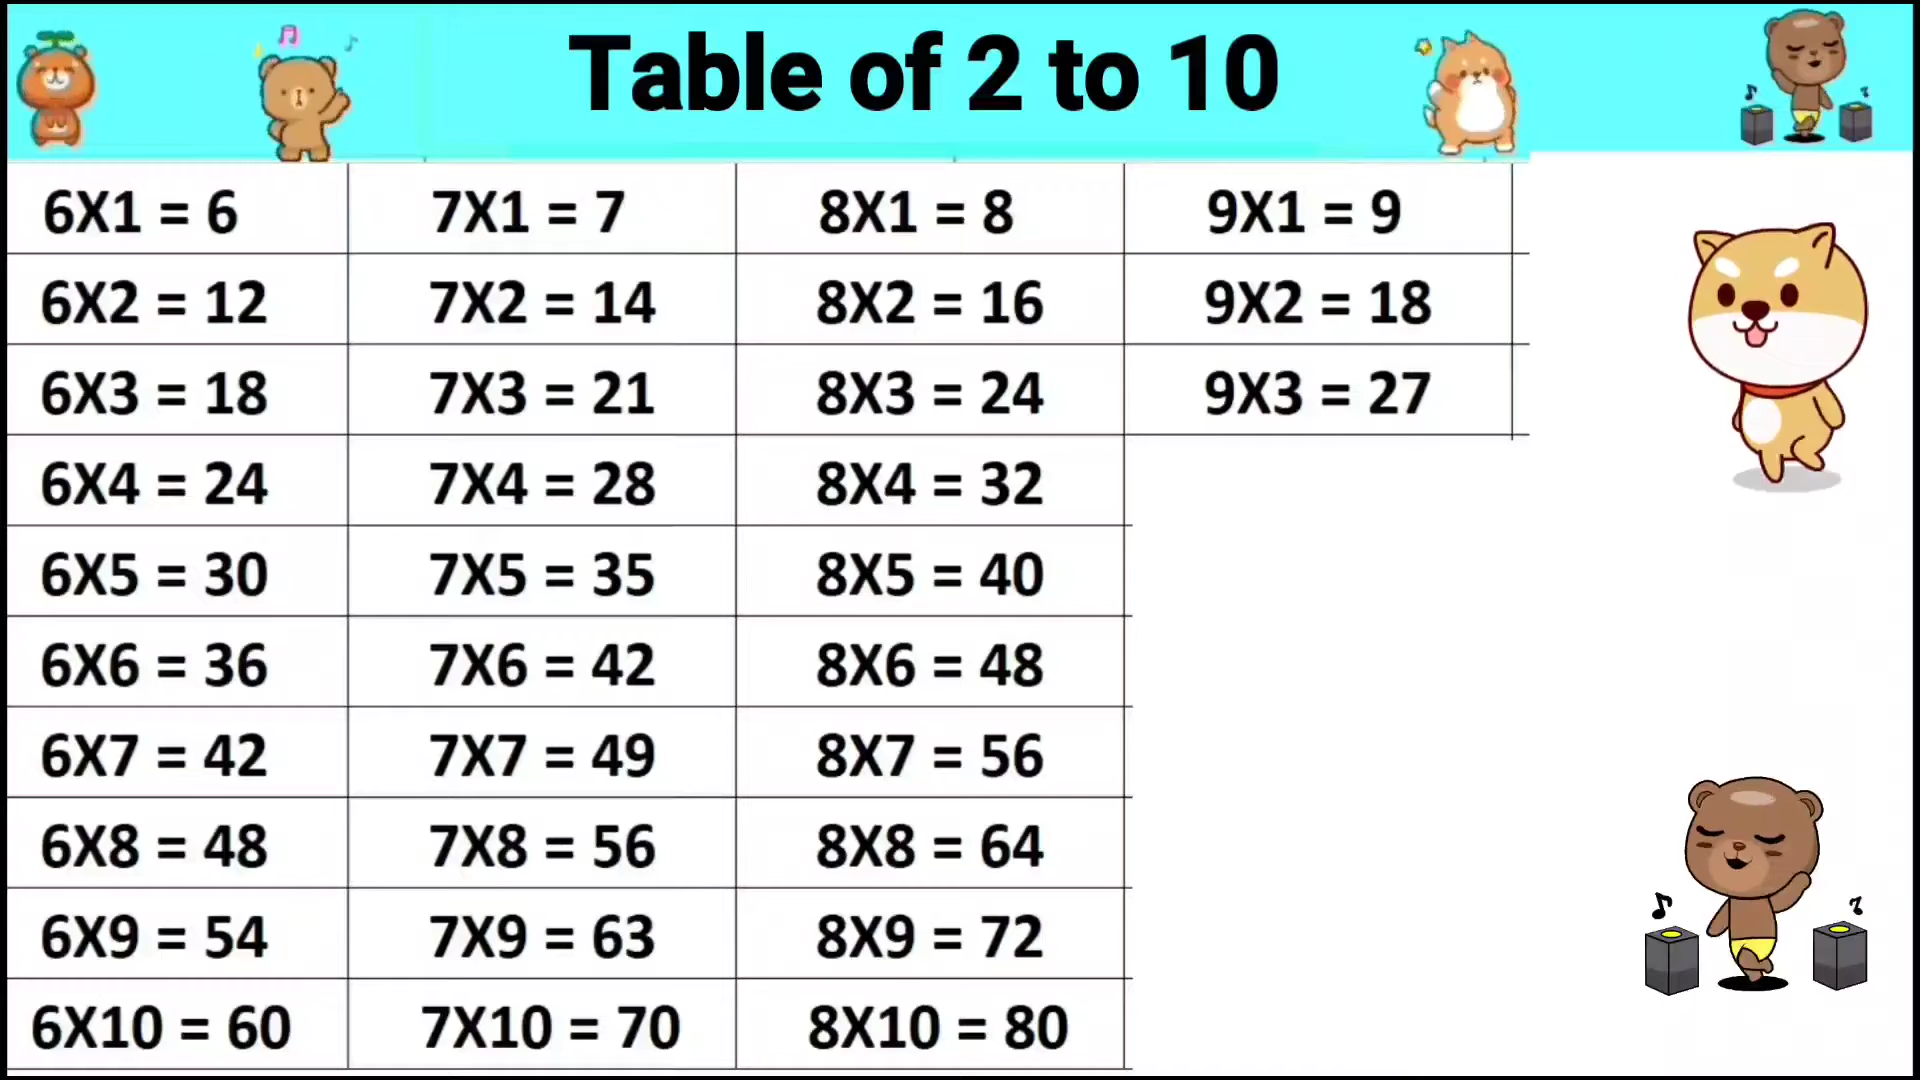 Table of 2 to 10
6X1 = 6 7X1 = 7 8X1 = 8 9X1 = 9
6X2 = 12 7X2 = 14 8X2 = 16 9X2 = 18
6X3 = 18 7X3 = 21 8X3 = 24 9X3 = 27
6X4 = 24 7X4 = 28 8X4 = 32
6X5 = 30 7X5 = 35 8X5 = 40
6X6 = 36 7X6 = 42 8X6 = 48
6X7 = 42 7X7 = 49 8X7 = 56
6X8 = 48 7X8 = 56 8X8 = 64
6X9 = 54 7X9 = 63 8X9 = 72
6X10 = 60 7X10 = 70 8X10 = 80